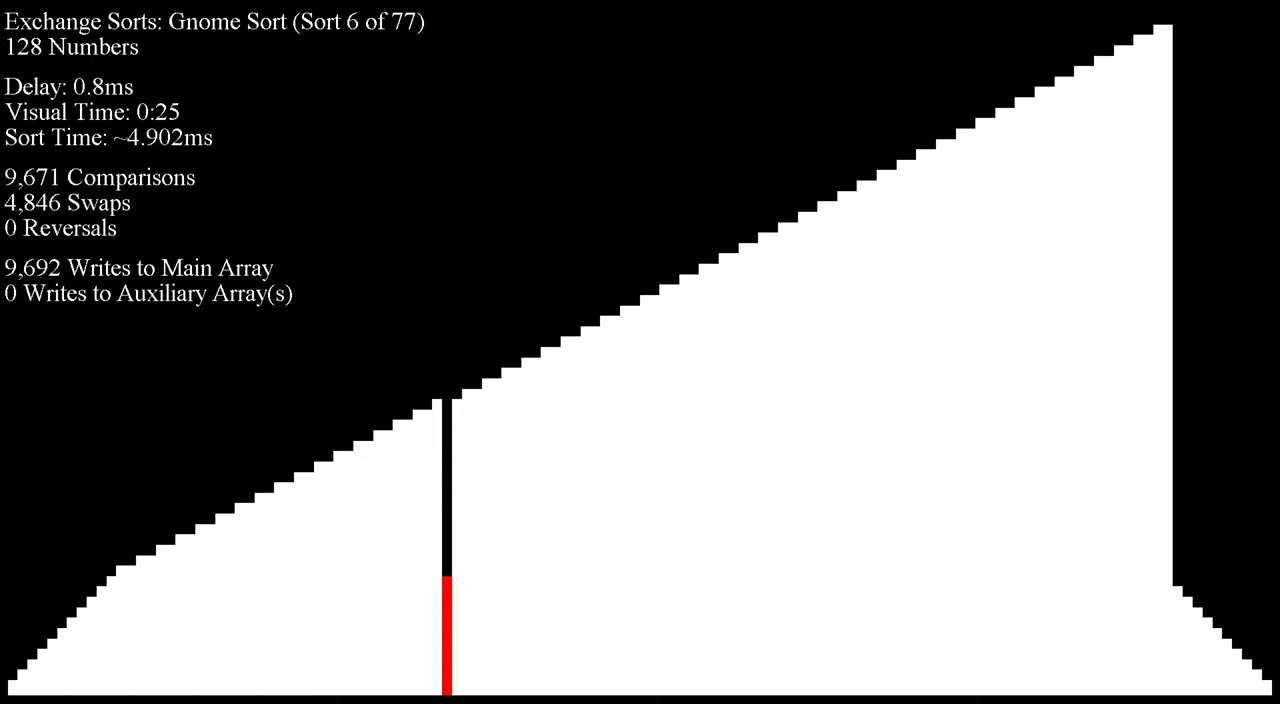 Exchange Sorts: Gnome Sort (Sort 6 of 77)
128 Numbers
Delay: 0.8ms
Visual Time: 0:25
Sort Time: ~4.902ms
9,671 Comparisons
4,846 Swaps
0 Reversals
9,692 Writes to Main Array
0 Writes to Auxiliary Array(s)